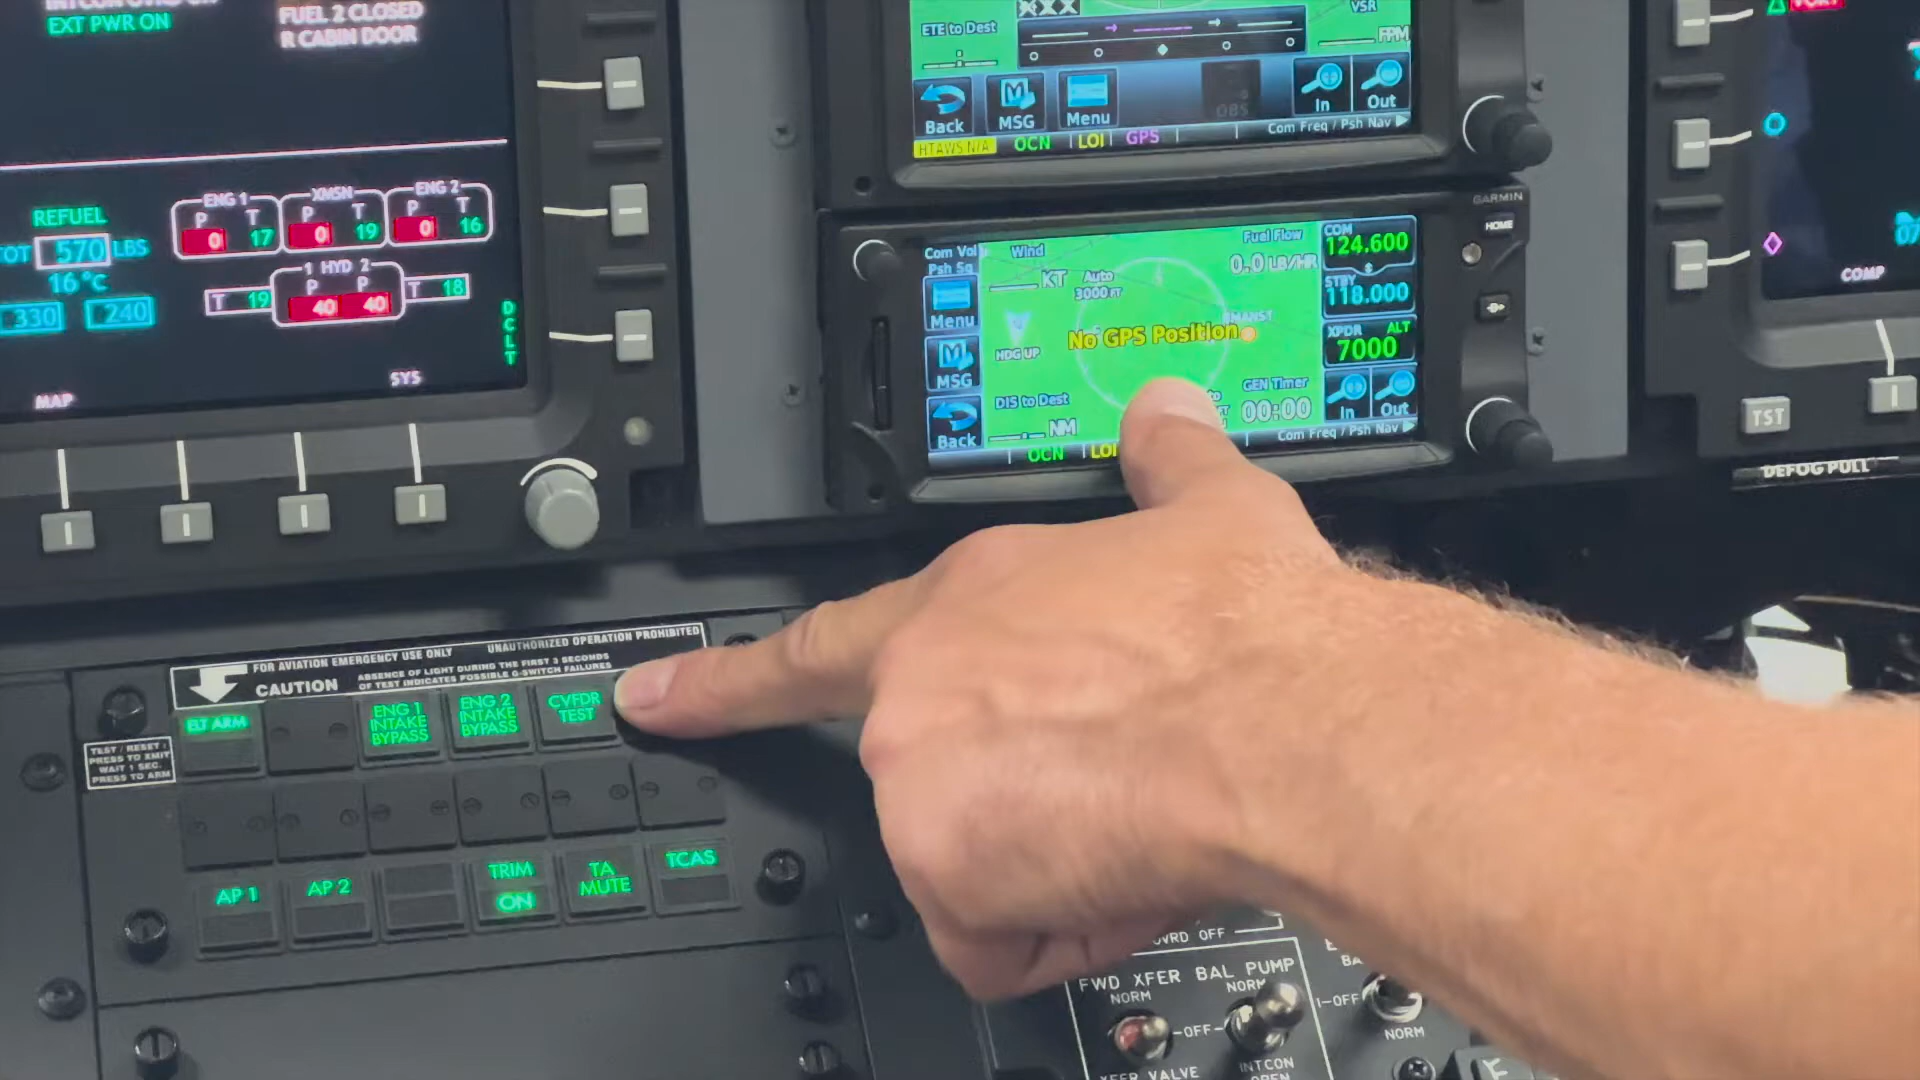 EXT PWR ON
FUEL 2 CLOSED
R CABIN DOOR
REFUEL
TOT 570 LBS
16 °C
330 240
ENG 1
P T
0 17
XMSN
P T
0 19
ENG 2
P T
0 16
1 HYD 2
P P
T 19 40 40 T 18
DCLT
MAP
SYS
ETE to Dest
VSR
FPM
Back
MSG
Menu
OBS
In
Out
Com Freq / Psh Nav
HTAWS N/A OCN LOI GPS
GARMIN
HOME
Com Vol
Psh Sq
Menu
MSG
Back
Wind
KT
Auto
3000 FT
HDG UP
No GPS Position
DIS to Dest
NM
Fuel Flow
0.0 LB/HR
GEN Timer
00:00
COM
124.600
STBY
118.000
XPDR ALT
7000
In
Out
OCN LOI
Com Freq / Psh Nav
COMP
TST
DEFOG PULL
FOR AVIATION EMERGENCY USE ONLY UNAUTHORIZED OPERATION PROHIBITED
CAUTION
ABSENCE OF LIGHT DURING THE FIRST 3 SECONDS
OF TEST INDICATES POSSIBLE G-SWITCH FAILURES
TEST / RESET :
PRESS TO XMIT
WAIT 1 SEC.
PRESS TO ARM
ELT ARM
ENG 1
INTAKE
BYPASS
ENG 2
INTAKE
BYPASS
CVFDR
TEST
AP 1
AP 2
TRIM
ON
TA
MUTE
TCAS
OVRD OFF
FWD XFER BAL PUMP
NORM
NORM
-OFF-
-OFF
NORM
XFER VALVE
INTCON
OPEN